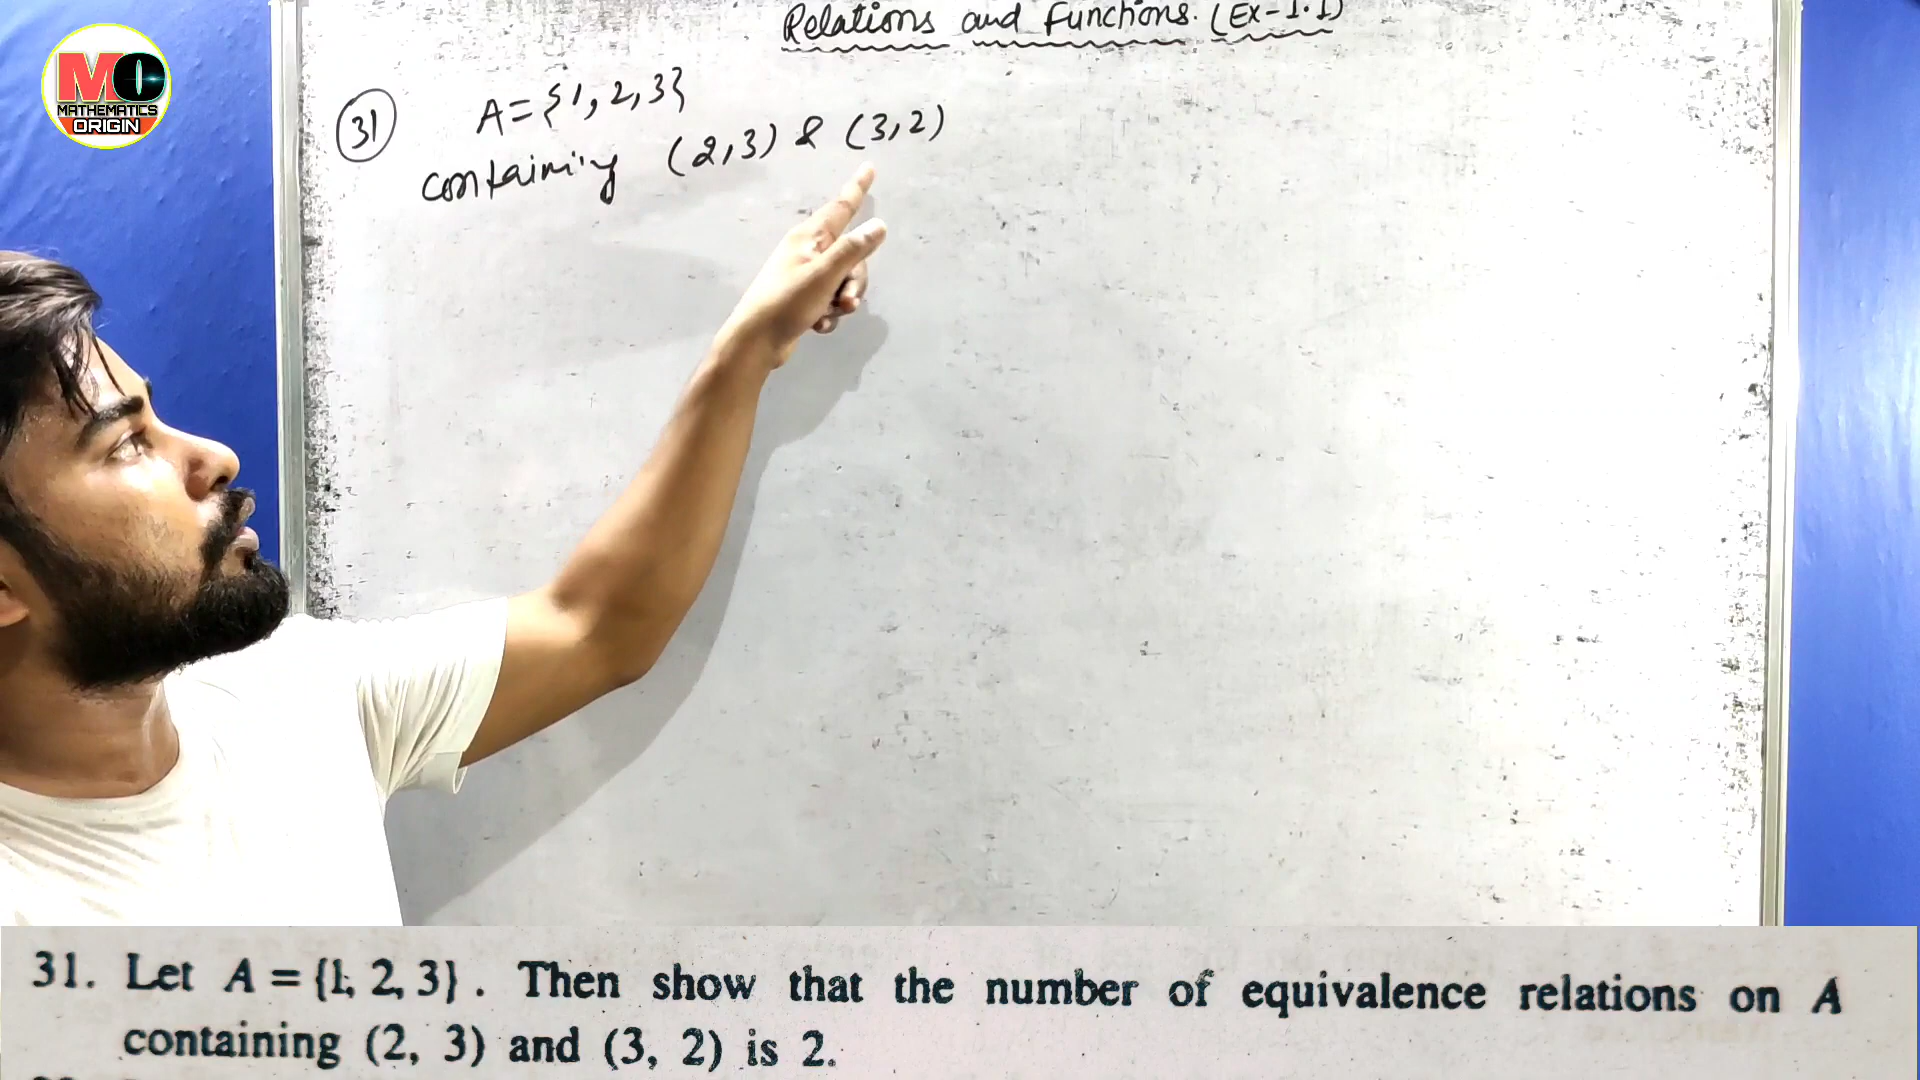 Relations and Functions. (Ex-1.1)
MO
MATHEMATICS
ORIGIN
31 A={1,2,3}
containing (2,3) & (3,2)
31. Let A = {1, 2, 3}. Then show that the number of equivalence relations on A
containing (2, 3) and (3, 2) is 2.